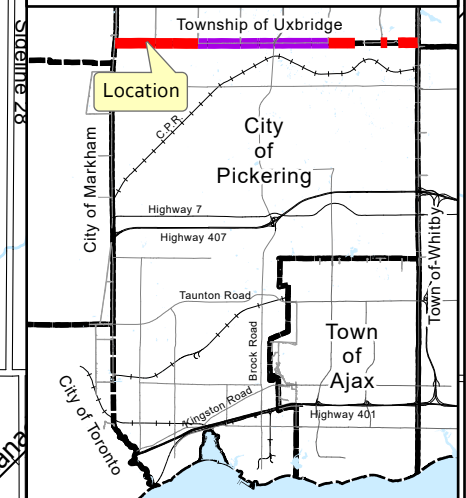 Township of Uxbridge
Sideline 28
Location
C.P.R.
City
of
Pickering
City of Markham
Highway 7
Highway 407
Town of Whitby
Taunton Road
Brock Road
Town
of
Ajax
City of Toronto
Kingston Road
Highway 401